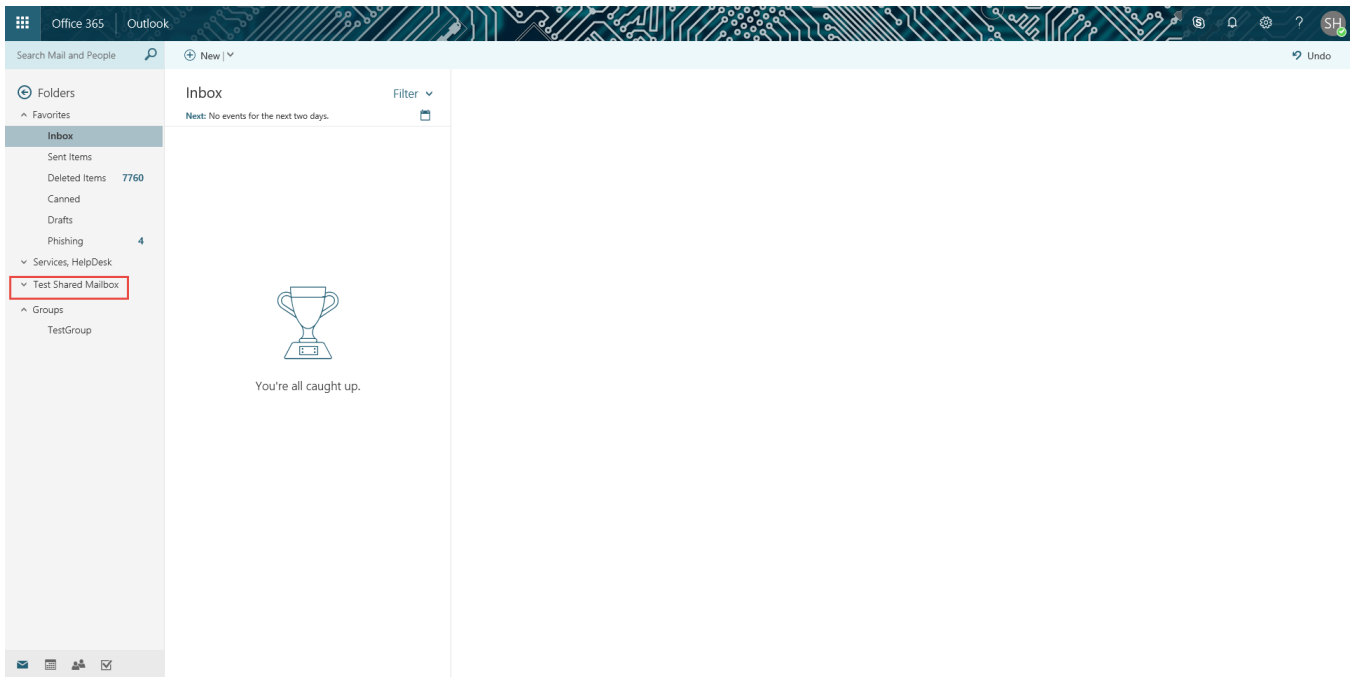 Office 365 Outlook ? SH
Search Mail and People New Undo
Folders
Favorites
Inbox
Sent Items
Deleted Items 7760
Canned
Drafts
Phishing 4
Services, HelpDesk
Test Shared Mailbox
Groups
TestGroup
Inbox Filter
Next: No events for the next two days.
You're all caught up.